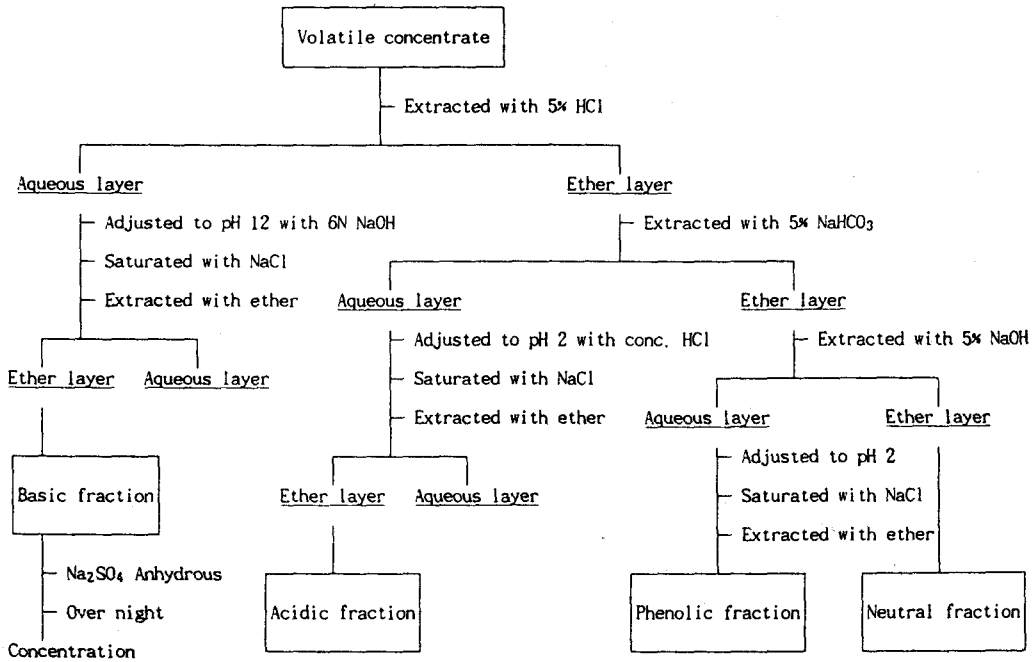 Volatile concentrate
Extracted with 5% HCl
Aqueous layer
Ether layer
Adjusted to pH 12 with 6N NaOH
Saturated with NaCl
Extracted with ether
Ether layer
Aqueous layer
Basic fraction
Na₂SO₄ Anhydrous
Over night
Concentration
Extracted with 5% NaHCO₃
Aqueous layer
Ether layer
Adjusted to pH 2 with conc. HCl
Saturated with NaCl
Extracted with ether
Ether layer
Aqueous layer
Acidic fraction
Extracted with 5% NaOH
Aqueous layer
Ether layer
Adjusted to pH 2
Saturated with NaCl
Extracted with ether
Phenolic fraction
Neutral fraction